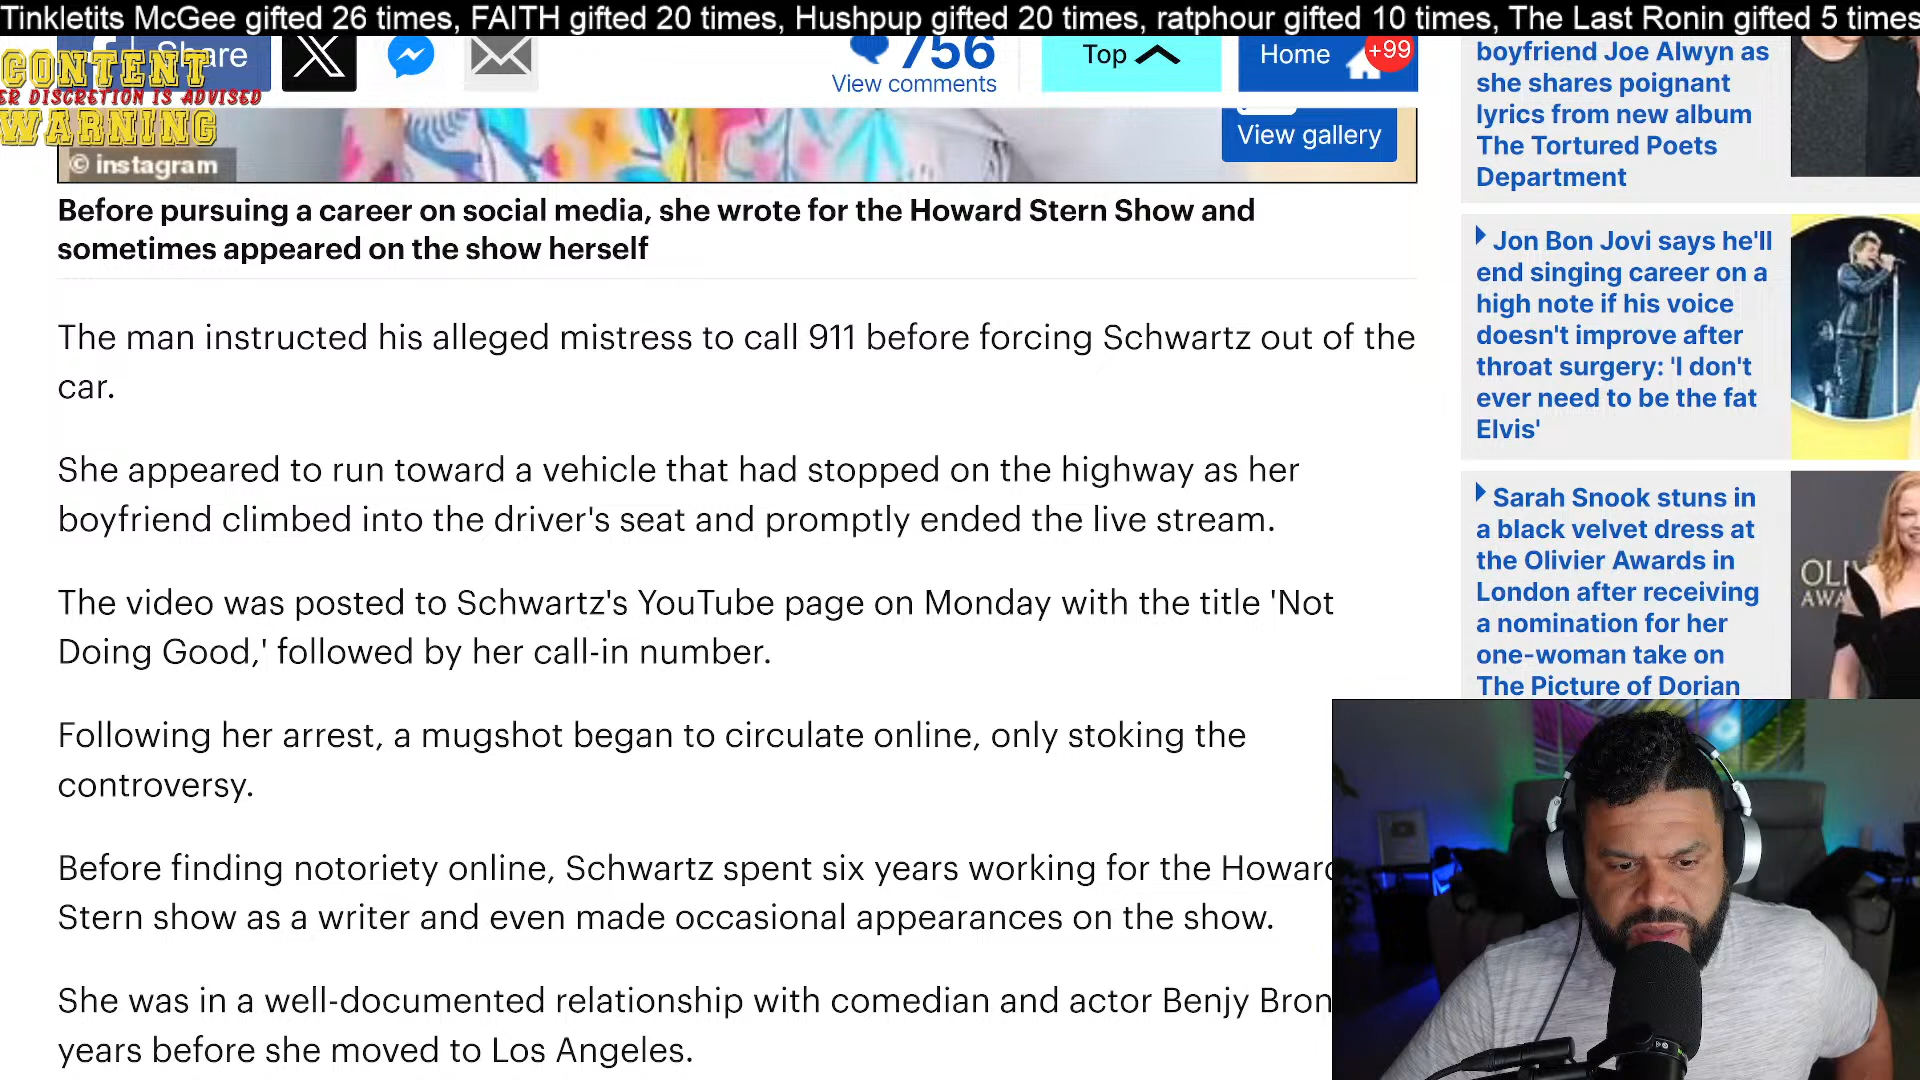 Tinkletits McGee gifted 26 times, FAITH gifted 20 times, Hushpup gifted 20 times, ratphour gifted 10 times, The Last Ronin gifted 5 times
Share
CONTENT
ER DISCRETION IS ADVISED
WARNING
756
View comments
Top
Home
+99
© instagram
View gallery
Before pursuing a career on social media, she wrote for the Howard Stern Show and
sometimes appeared on the show herself
The man instructed his alleged mistress to call 911 before forcing Schwartz out of the
car.
She appeared to run toward a vehicle that had stopped on the highway as her
boyfriend climbed into the driver's seat and promptly ended the live stream.
The video was posted to Schwartz's YouTube page on Monday with the title 'Not
Doing Good,' followed by her call-in number.
Following her arrest, a mugshot began to circulate online, only stoking the
controversy.
Before finding notoriety online, Schwartz spent six years working for the Howard
Stern show as a writer and even made occasional appearances on the show.
She was in a well-documented relationship with comedian and actor Benjy Bron
years before she moved to Los Angeles.
boyfriend Joe Alwyn as
she shares poignant
lyrics from new album
The Tortured Poets
Department
Jon Bon Jovi says he'll
end singing career on a
high note if his voice
doesn't improve after
throat surgery: 'I don't
ever need to be the fat
Elvis'
Sarah Snook stuns in
a black velvet dress at
the Olivier Awards in
London after receiving
a nomination for her
one-woman take on
The Picture of Dorian
OLI
AWA